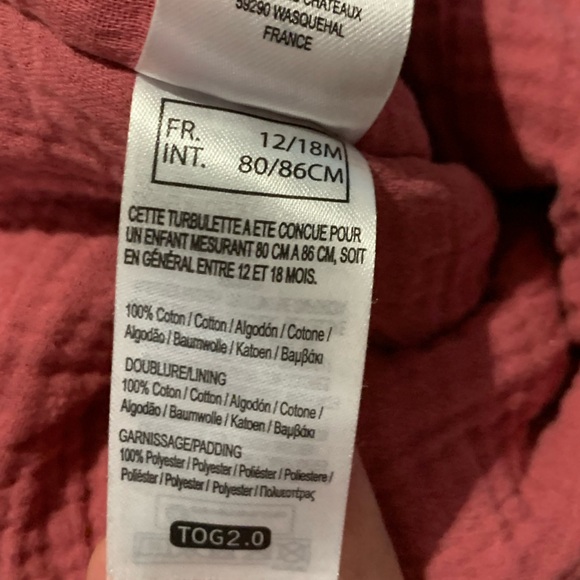 CHATEAUX
59290 WASQUEHAL
FRANCE
FR. 12/18M
INT. 80/86CM
CETTE TURBULETTE A ETE CONCUE POUR
UN ENFANT MESURANT 80 CM A 86 CM, SOIT
EN GÉNÉRAL ENTRE 12 ET 18 MOIS.
100% Coton / Cotton / Algodón / Cotone /
Algodão / Baumwolle / Katoen / Βαμβάκι
DOUBLURE/LINING
100% Coton / Cotton / Algodón / Cotone /
Algodão / Baumwolle / Katoen / Βαμβάκι
GARNISSAGE/PADDING
100% Polyester / Polyester / Poliéster / Poliestere /
Poliéster / Polyester / Polyester / Πολυεστέρας
TOG2.0